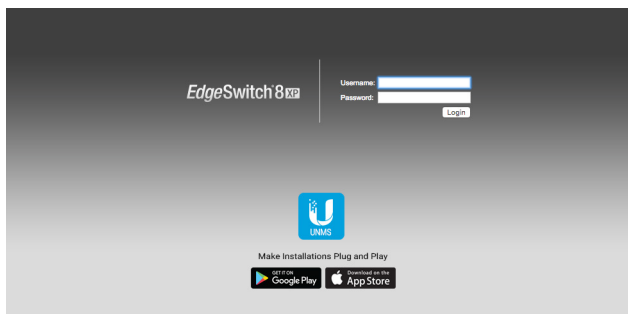 EdgeSwitch 8 XP
Username:
Password:
Login
UNMS
Make Installations Plug and Play
GET IT ON
Google Play
Download on the
App Store